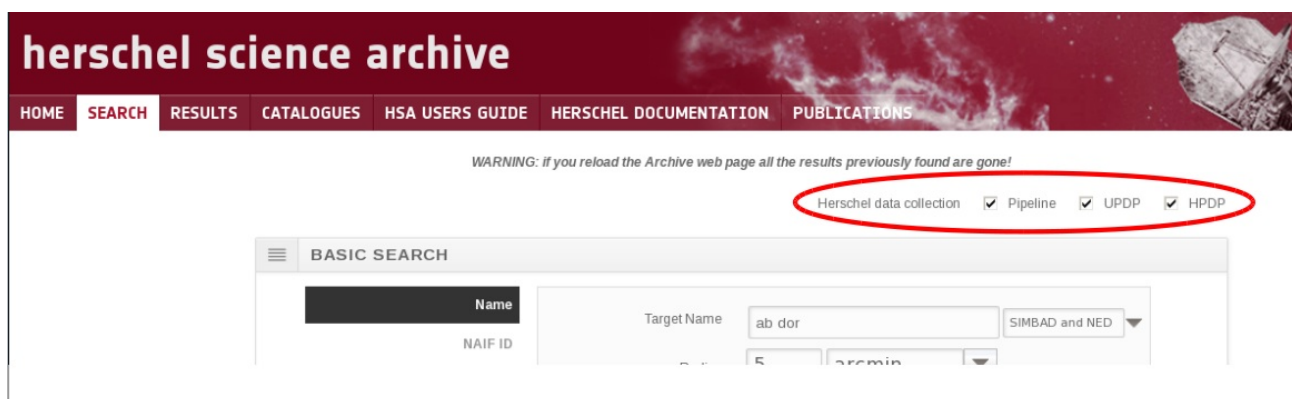 herschel science archive
HOME SEARCH RESULTS CATALOGUES HSA USERS GUIDE HERSCHEL DOCUMENTATION PUBLICATIONS
WARNING: if you reload the Archive web page all the results previously found are gone!
Herschel data collection Pipeline UPDP HPDP
BASIC SEARCH
Name
Target Name ab dor SIMBAD and NED
NAIF ID
5 arcmin